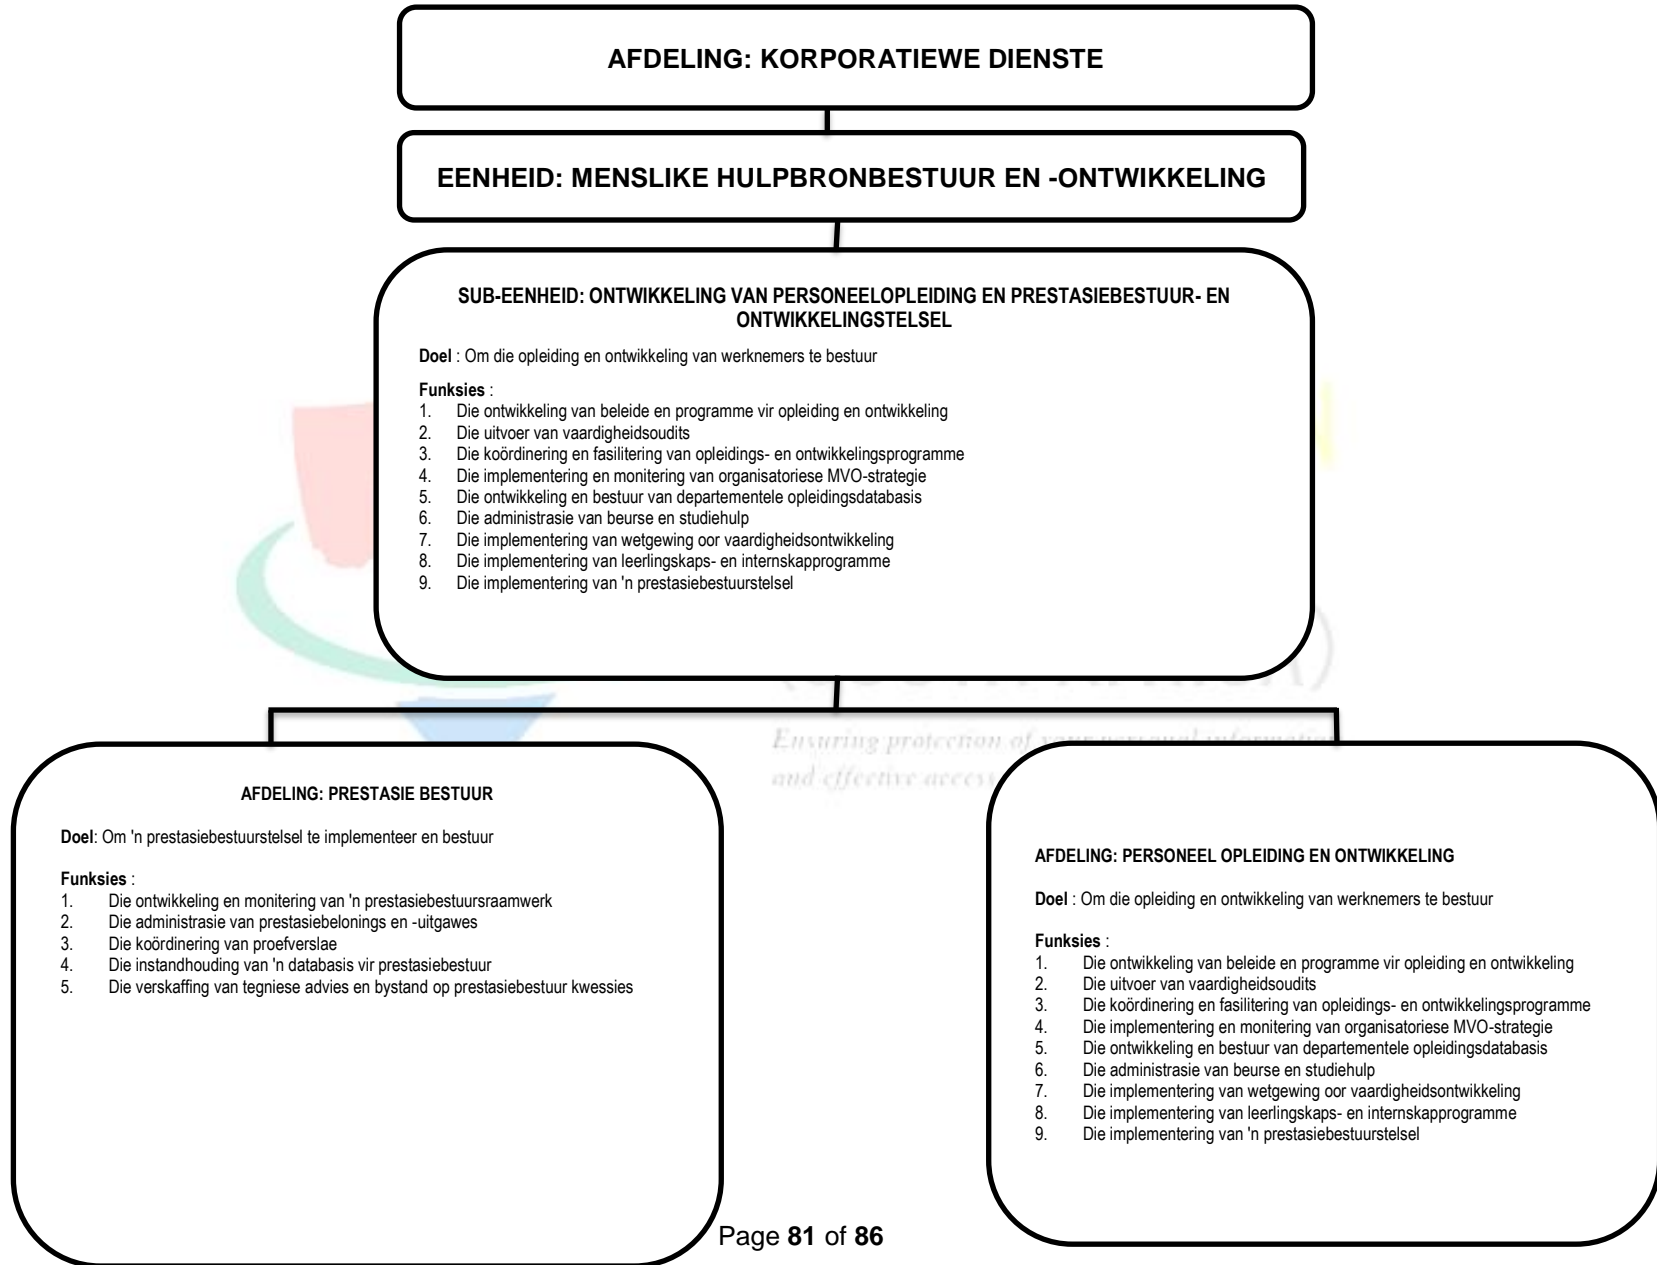 AFDELING: KORPORATIEWE DIENSTE
EENHEID: MENSLIKE HULPBRONBESTUUR EN -ONTWIKKELING
SUB-EENHEID: ONTWIKKELING VAN PERSONEELOPLEIDING EN PRESTASIEBESTUUR- EN
ONTWIKKELINGSTELSEL
Doel : Om die opleiding en ontwikkeling van werknemers te bestuur
Funksies :
1. Die ontwikkeling van beleide en programme vir opleiding en ontwikkeling
2. Die uitvoer van vaardigheidsoudits
3. Die koördinering en fasilitering van opleidings- en ontwikkelingsprogramme
4. Die implementering en monitering van organisatoriese MVO-strategie
5. Die ontwikkeling en bestuur van departementele opleidingsdatabasis
6. Die administrasie van beurse en studiehulp
7. Die implementering van wetgewing oor vaardigheidsontwikkeling
8. Die implementering van leerlingskaps- en internskapprogramme
9. Die implementering van 'n prestasiebestuurstelsel
Ensuring protection of your personal information
and effective access
AFDELING: PRESTASIE BESTUUR
Doel: Om 'n prestasiebestuurstelsel te implementeer en bestuur
Funksies :
1. Die ontwikkeling en monitering van 'n prestasiebestuursraamwerk
2. Die administrasie van prestasiebelonings en -uitgawes
3. Die koördinering van proefverslae
4. Die instandhouding van 'n databasis vir prestasiebestuur
5. Die verskaffing van tegniese advies en bystand op prestasiebestuur kwessies
AFDELING: PERSONEEL OPLEIDING EN ONTWIKKELING
Doel : Om die opleiding en ontwikkeling van werknemers te bestuur
Funksies :
1. Die ontwikkeling van beleide en programme vir opleiding en ontwikkeling
2. Die uitvoer van vaardigheidsoudits
3. Die koördinering en fasilitering van opleidings- en ontwikkelingsprogramme
4. Die implementering en monitering van organisatoriese MVO-strategie
5. Die ontwikkeling en bestuur van departementele opleidingsdatabasis
6. Die administrasie van beurse en studiehulp
7. Die implementering van wetgewing oor vaardigheidsontwikkeling
8. Die implementering van leerlingskaps- en internskapprogramme
9. Die implementering van 'n prestasiebestuurstelsel
Page 81 of 86